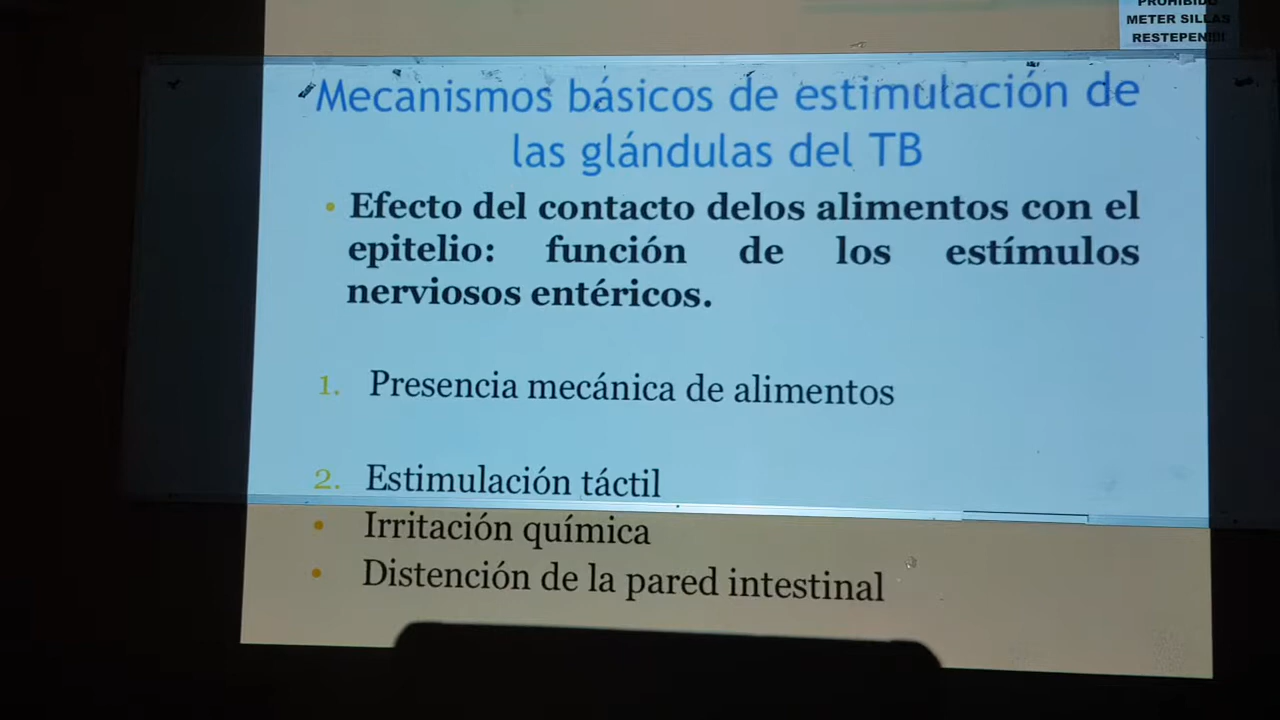 PROHIBIDO
METER SILLAS
RESTEPEN!!!!
Mecanismos básicos de estimulación de
las glándulas del TB
• Efecto del contacto delos alimentos con el
epitelio: función de los estímulos
nerviosos entéricos.
1. Presencia mecánica de alimentos
2. Estimulación táctil
• Irritación química
• Distención de la pared intestinal